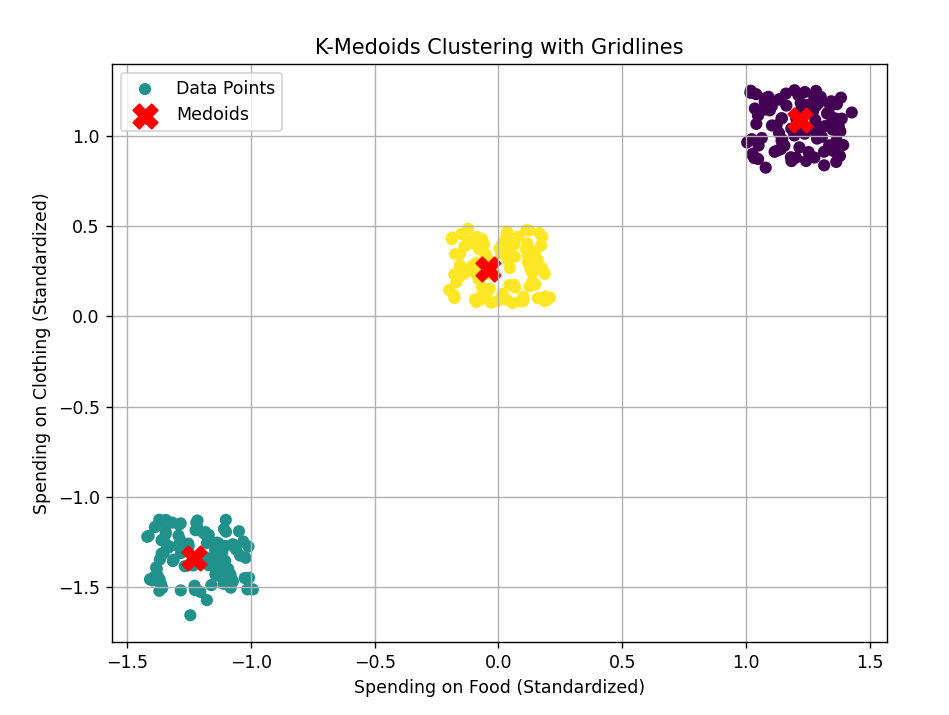 K-Medoids Clustering with Gridlines
Data Points
Medoids
Spending on Clothing (Standardized)
1.0
0.5
0.0
−0.5
−1.0
−1.5
−1.5 −1.0 −0.5 0.0 0.5 1.0 1.5
Spending on Food (Standardized)